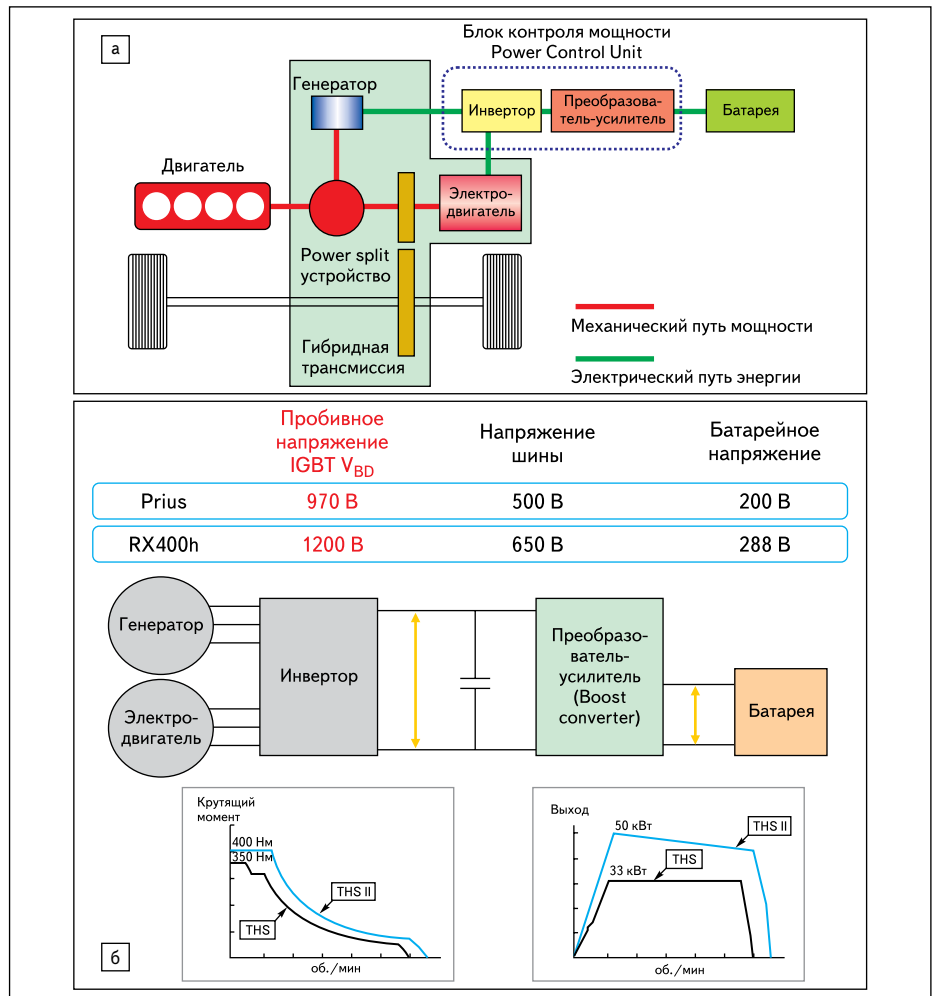 а
Блок контроля мощности
Power Control Unit
Генератор
Инвертор
Преобразова-
тель-усилитель
Батарея
Двигатель
Электро-
двигатель
Power split
устройство
Механический путь мощности
Гибридная
трансмиссия
Электрический путь энергии
Пробивное
напряжение
IGBT VBD
Напряжение
шины
Батарейное
напряжение
Prius 970 В 500 В 200 В
RX400h 1200 В 650 В 288 В
Генератор
Электро-
двигатель
Инвертор
Преобразо-
ватель-
усилитель
(Boost
converter)
Батарея
Крутящий
момент
400 Нм
350 Нм
THS II
THS
об./мин
Выход
50 кВт
THS II
THS
33 кВт
об./мин
б